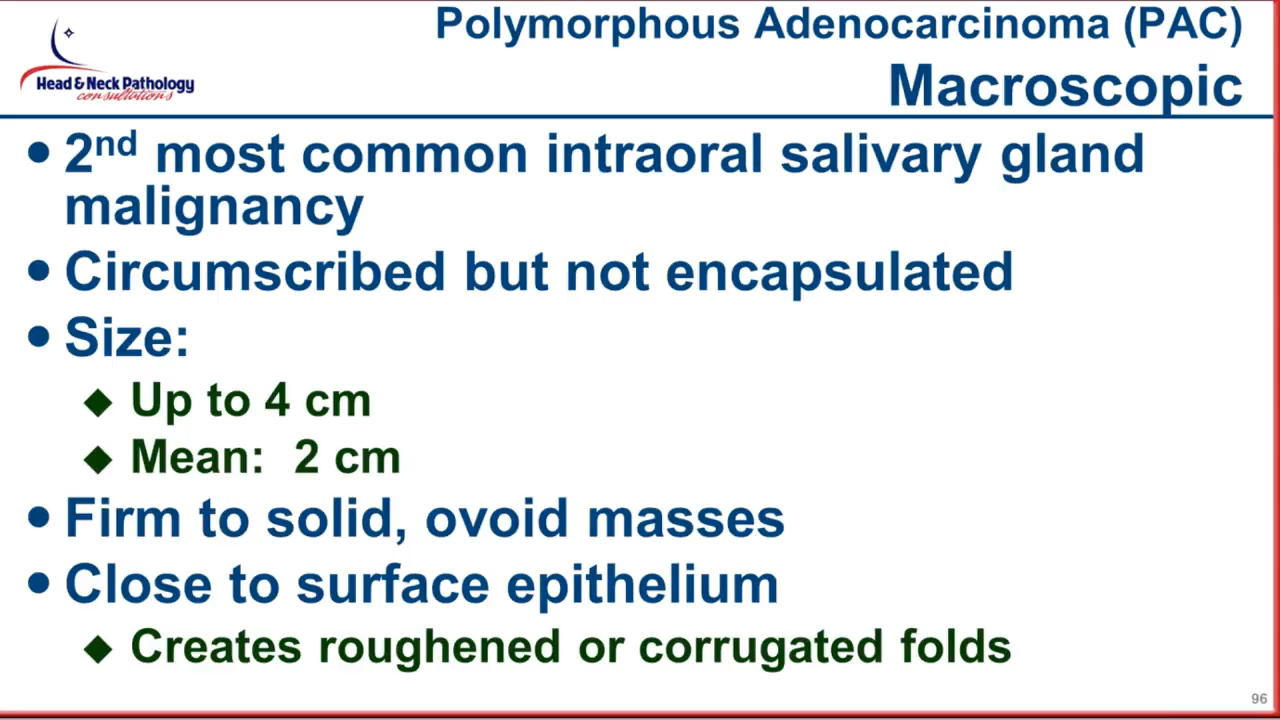 Polymorphous Adenocarcinoma (PAC)
Head & Neck Pathology
consultations
Macroscopic
• 2nd most common intraoral salivary gland
malignancy
• Circumscribed but not encapsulated
• Size:
◆ Up to 4 cm
◆ Mean: 2 cm
• Firm to solid, ovoid masses
• Close to surface epithelium
◆ Creates roughened or corrugated folds
96